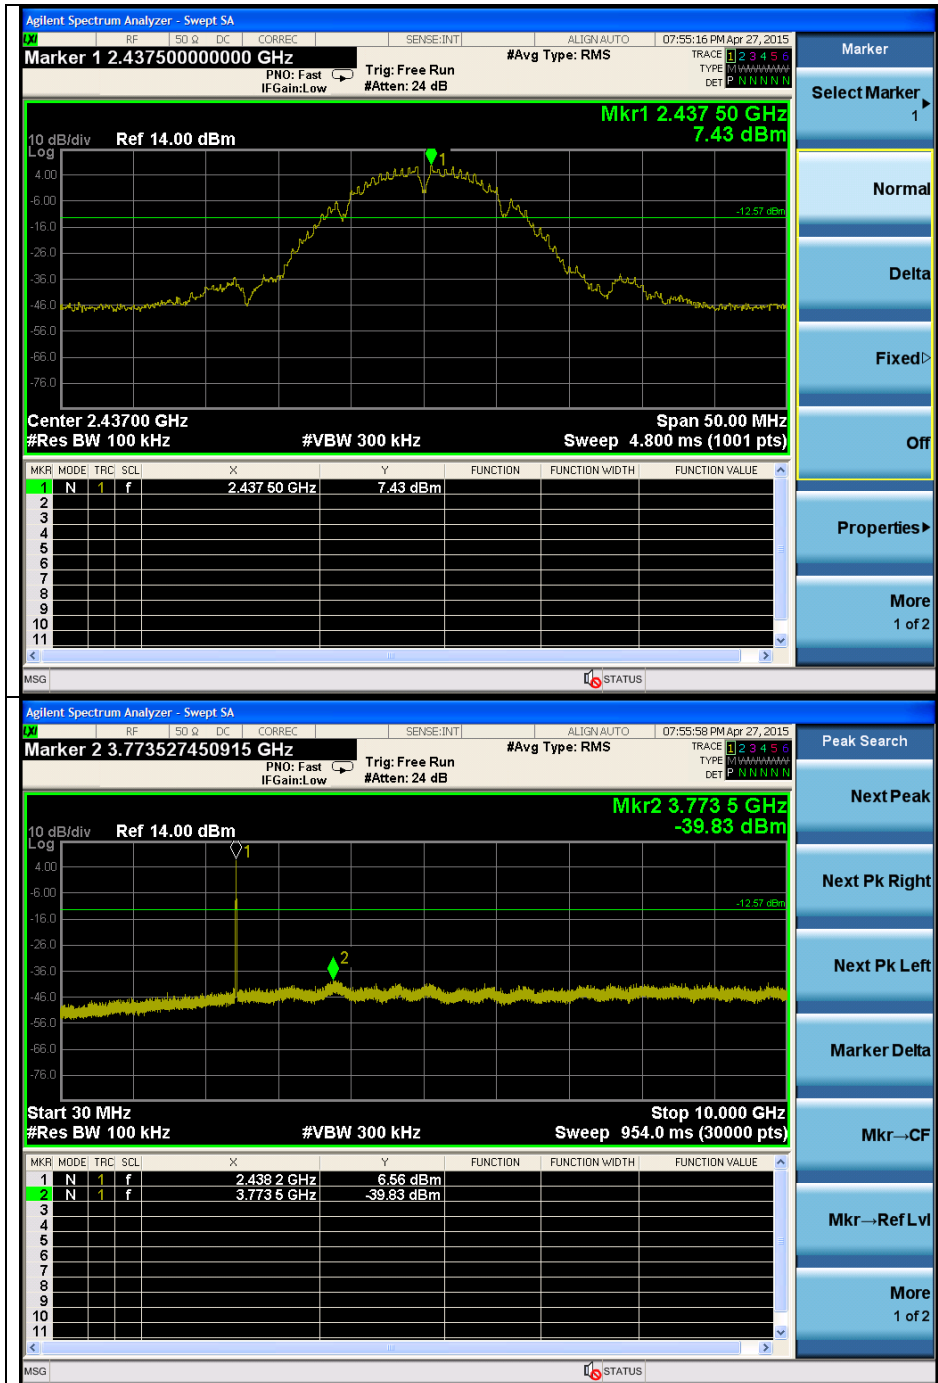 Agilent Spectrum Analyzer - Swept SA
LXI RF 50 Ω DC CORREC SENSE:INT ALIGN AUTO 07:55:16 PM Apr 27, 2015
Marker 1 2.437500000000 GHz #Avg Type: RMS TRACE 1 2 3 4 5 6
PNO: Fast Trig: Free Run TYPE M WWWWW
IFGain:Low #Atten: 24 dB DET P N N N N N
Mkr1 2.437 50 GHz
10 dB/div Ref 14.00 dBm 7.43 dBm
Log
1
4.00
-6.00
-12.57 dBm
-16.0
-26.0
-36.0
-46.0
-56.0
-66.0
-76.0
Center 2.43700 GHz Span 50.00 MHz
#Res BW 100 kHz #VBW 300 kHz Sweep 4.800 ms (1001 pts)
MKR MODE TRC SCL X Y FUNCTION FUNCTION WIDTH FUNCTION VALUE
1 N 1 f 2.437 50 GHz 7.43 dBm
2
3
4
5
6
7
8
9
10
11
MSG STATUS
Marker
Select Marker
1
Normal
Delta
Fixed
Off
Properties
More
1 of 2
Agilent Spectrum Analyzer - Swept SA
LXI RF 50 Ω DC CORREC SENSE:INT ALIGN AUTO 07:55:58 PM Apr 27, 2015
Marker 2 3.773527450915 GHz #Avg Type: RMS TRACE 1 2 3 4 5 6
PNO: Fast Trig: Free Run TYPE M WWWWW
IFGain:Low #Atten: 24 dB DET P N N N N N
Mkr2 3.773 5 GHz
10 dB/div Ref 14.00 dBm -39.83 dBm
Log
1
4.00
-6.00
-12.57 dBm
-16.0
-26.0
2
-36.0
-46.0
-56.0
-66.0
-76.0
Start 30 MHz Stop 10.000 GHz
#Res BW 100 kHz #VBW 300 kHz Sweep 954.0 ms (30000 pts)
MKR MODE TRC SCL X Y FUNCTION FUNCTION WIDTH FUNCTION VALUE
1 N 1 f 2.438 2 GHz 6.56 dBm
2 N 1 f 3.773 5 GHz -39.83 dBm
3
4
5
6
7
8
9
10
11
MSG STATUS
Peak Search
Next Peak
Next Pk Right
Next Pk Left
Marker Delta
Mkr→CF
Mkr→Ref Lvl
More
1 of 2